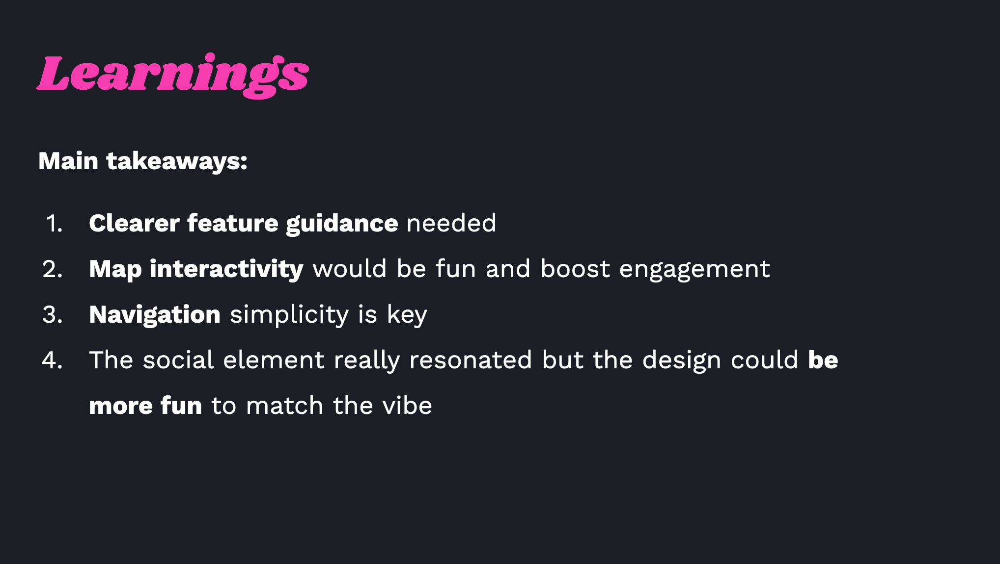 Learnings
Main takeaways:
1. Clearer feature guidance needed
2. Map interactivity would be fun and boost engagement
3. Navigation simplicity is key
4. The social element really resonated but the design could be
more fun to match the vibe